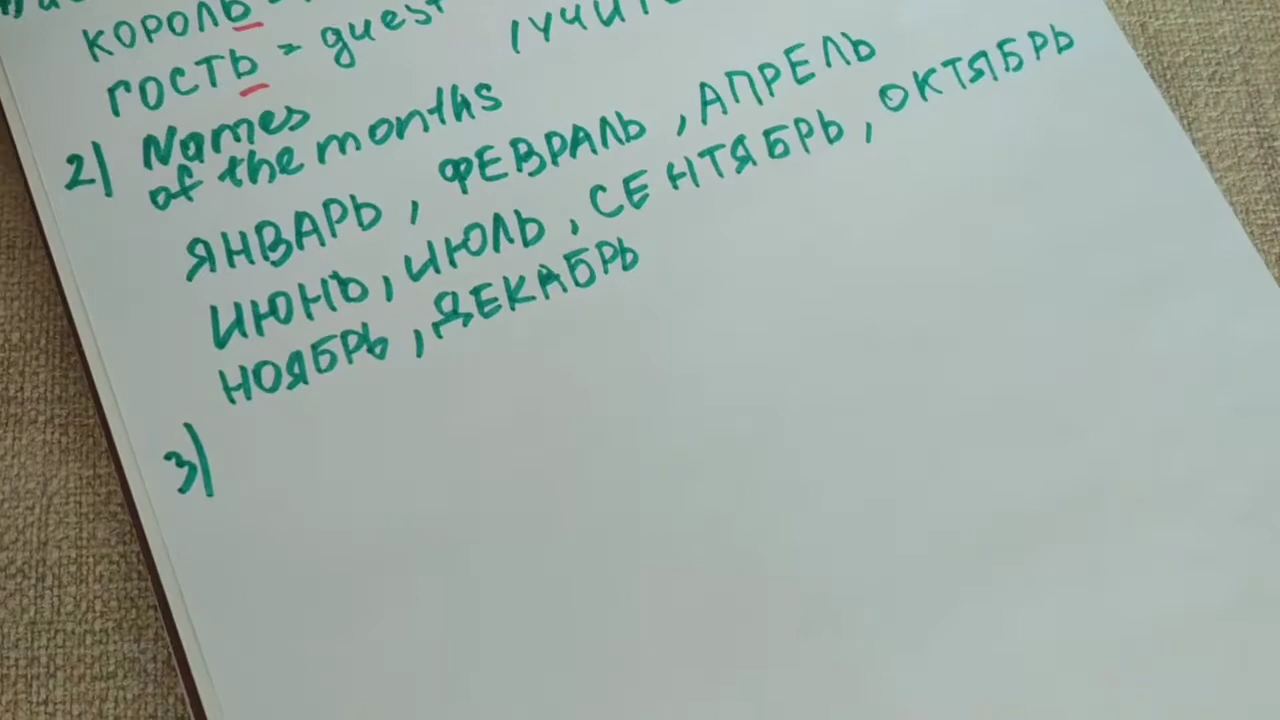 КОРОЛЬ
ГОСТЬ = guest
2) Names
of the months
ЯНВАРЬ, ФЕВРАЛЬ, АПРЕЛЬ
ИЮНЬ, ИЮЛЬ, СЕНТЯБРЬ, ОКТЯБРЬ
НОЯБРЬ, ДЕКАБРЬ
3)